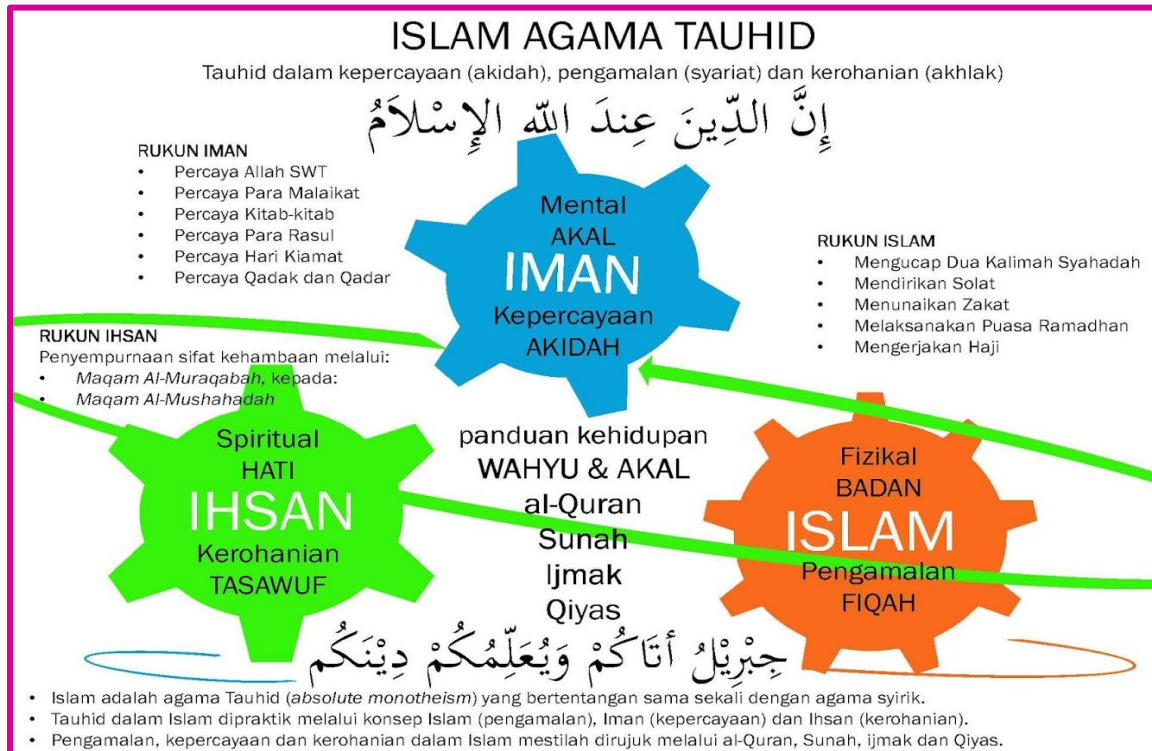 ISLAM AGAMA TAUHID
Tauhid dalam kepercayaan (akidah), pengamalan (syariat) dan kerohanian (akhlak)
إِنَّ الدِّينَ عِندَ اللّهِ الإِسْلاَمُ
RUKUN IMAN
• Percaya Allah SWT
• Percaya Para Malaikat
• Percaya Kitab-kitab
• Percaya Para Rasul
• Percaya Hari Kiamat
• Percaya Qadak dan Qadar
Mental
AKAL
IMAN
Kepercayaan
AKIDAH
RUKUN ISLAM
• Mengucap Dua Kalimah Syahadah
• Mendirikan Solat
• Menunaikan Zakat
• Melaksanakan Puasa Ramadhan
• Mengerjakan Haji
RUKUN IHSAN
Penyempurnaan sifat kehambaan melalui:
• Maqam Al-Muraqabah, kepada:
• Maqam Al-Mushahadah
Spiritual
HATI
IHSAN
Kerohanian
TASAWUF
panduan kehidupan
WAHYU & AKAL
al-Quran
Sunah
Ijmak
Qiyas
Fizikal
BADAN
ISLAM
Pengamalan
FIQAH
جِبْرِيْلُ أتَاكُمْ وَيُعَلِّمُكُمْ دِيْنَكُم
• Islam adalah agama Tauhid (absolute monotheism) yang bertentangan sama sekali dengan agama syirik.
• Tauhid dalam Islam dipraktik melalui konsep Islam (pengamalan), Iman (kepercayaan) dan Ihsan (kerohanian).
• Pengamalan, kepercayaan dan kerohanian dalam Islam mestilah dirujuk melalui al-Quran, Sunah, ijmak dan Qiyas.